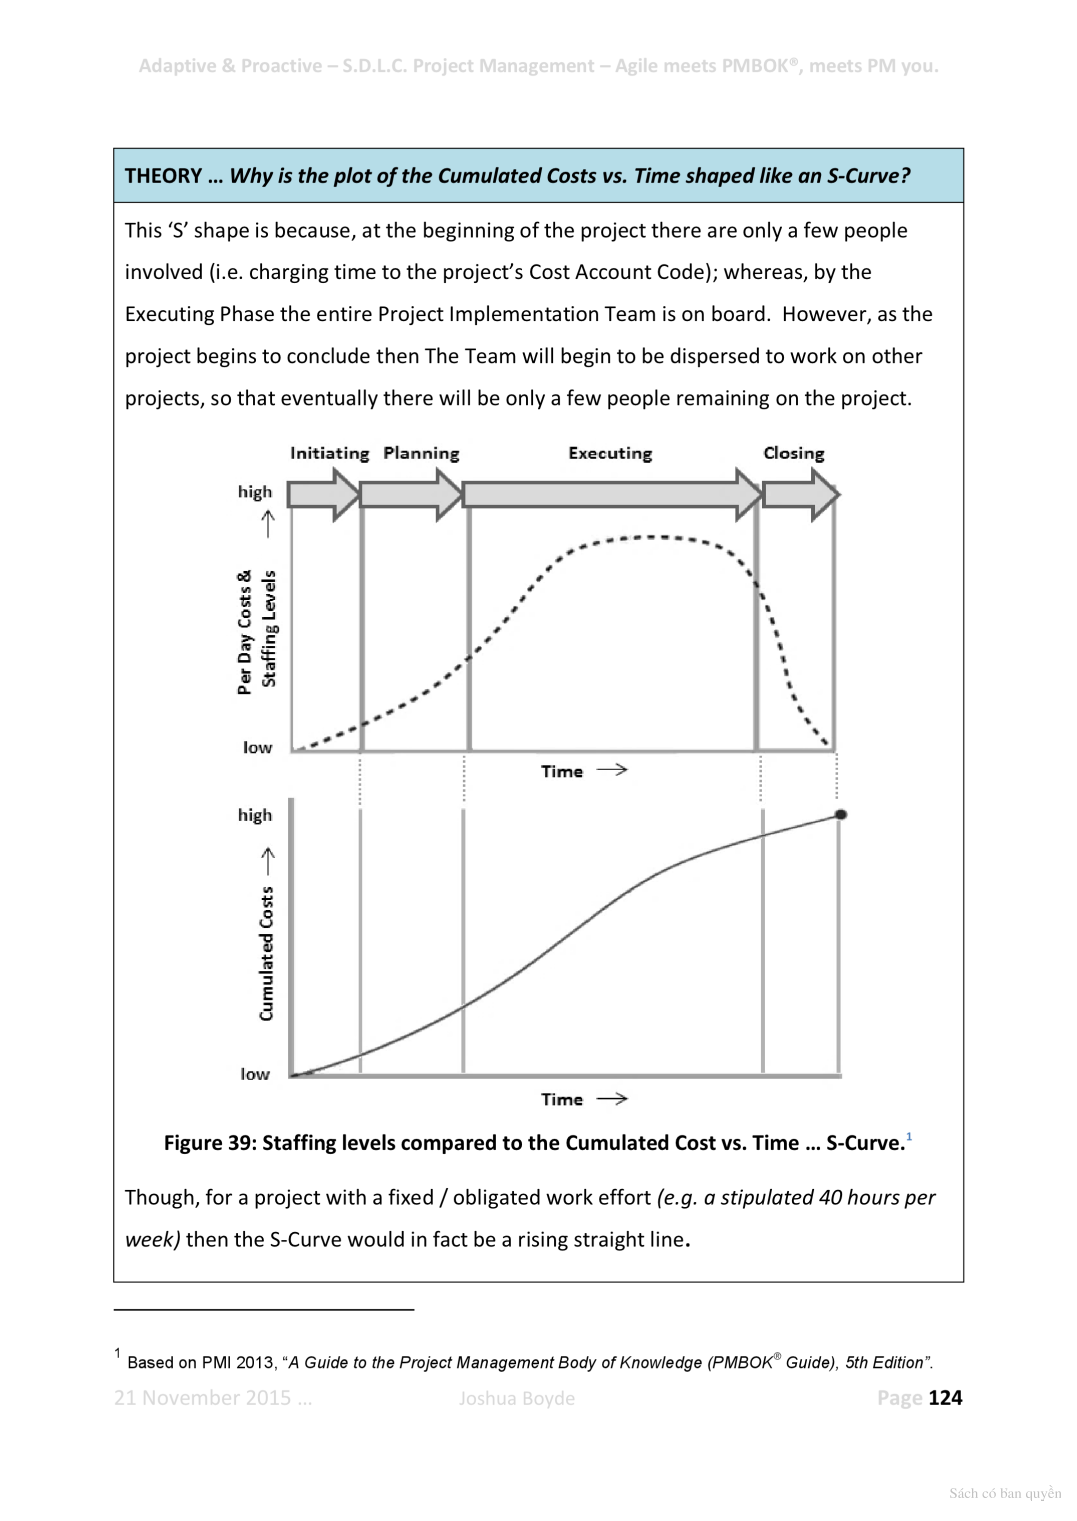 Adaptive & Proactive – S.D.L.C. Project Management – Agile meets PMBOK®, meets PM you.
THEORY … Why is the plot of the Cumulated Costs vs. Time shaped like an S-Curve?
This ‘S’ shape is because, at the beginning of the project there are only a few people
involved (i.e. charging time to the project’s Cost Account Code); whereas, by the
Executing Phase the entire Project Implementation Team is on board.  However, as the
project begins to conclude then The Team will begin to be dispersed to work on other
projects, so that eventually there will be only a few people remaining on the project.
Initiating Planning Executing Closing
high
Per Day Costs &
Staffing Levels
low
Time
high
Cumulated Costs
low
Time
Figure 39: Staffing levels compared to the Cumulated Cost vs. Time … S-Curve.1
Though, for a project with a fixed / obligated work effort (e.g. a stipulated 40 hours per
week) then the S-Curve would in fact be a rising straight line.
1 Based on PMI 2013, “A Guide to the Project Management Body of Knowledge (PMBOK® Guide), 5th Edition”.
21 November 2015 … Joshua Boyde Page 124
Sách có bản quyền